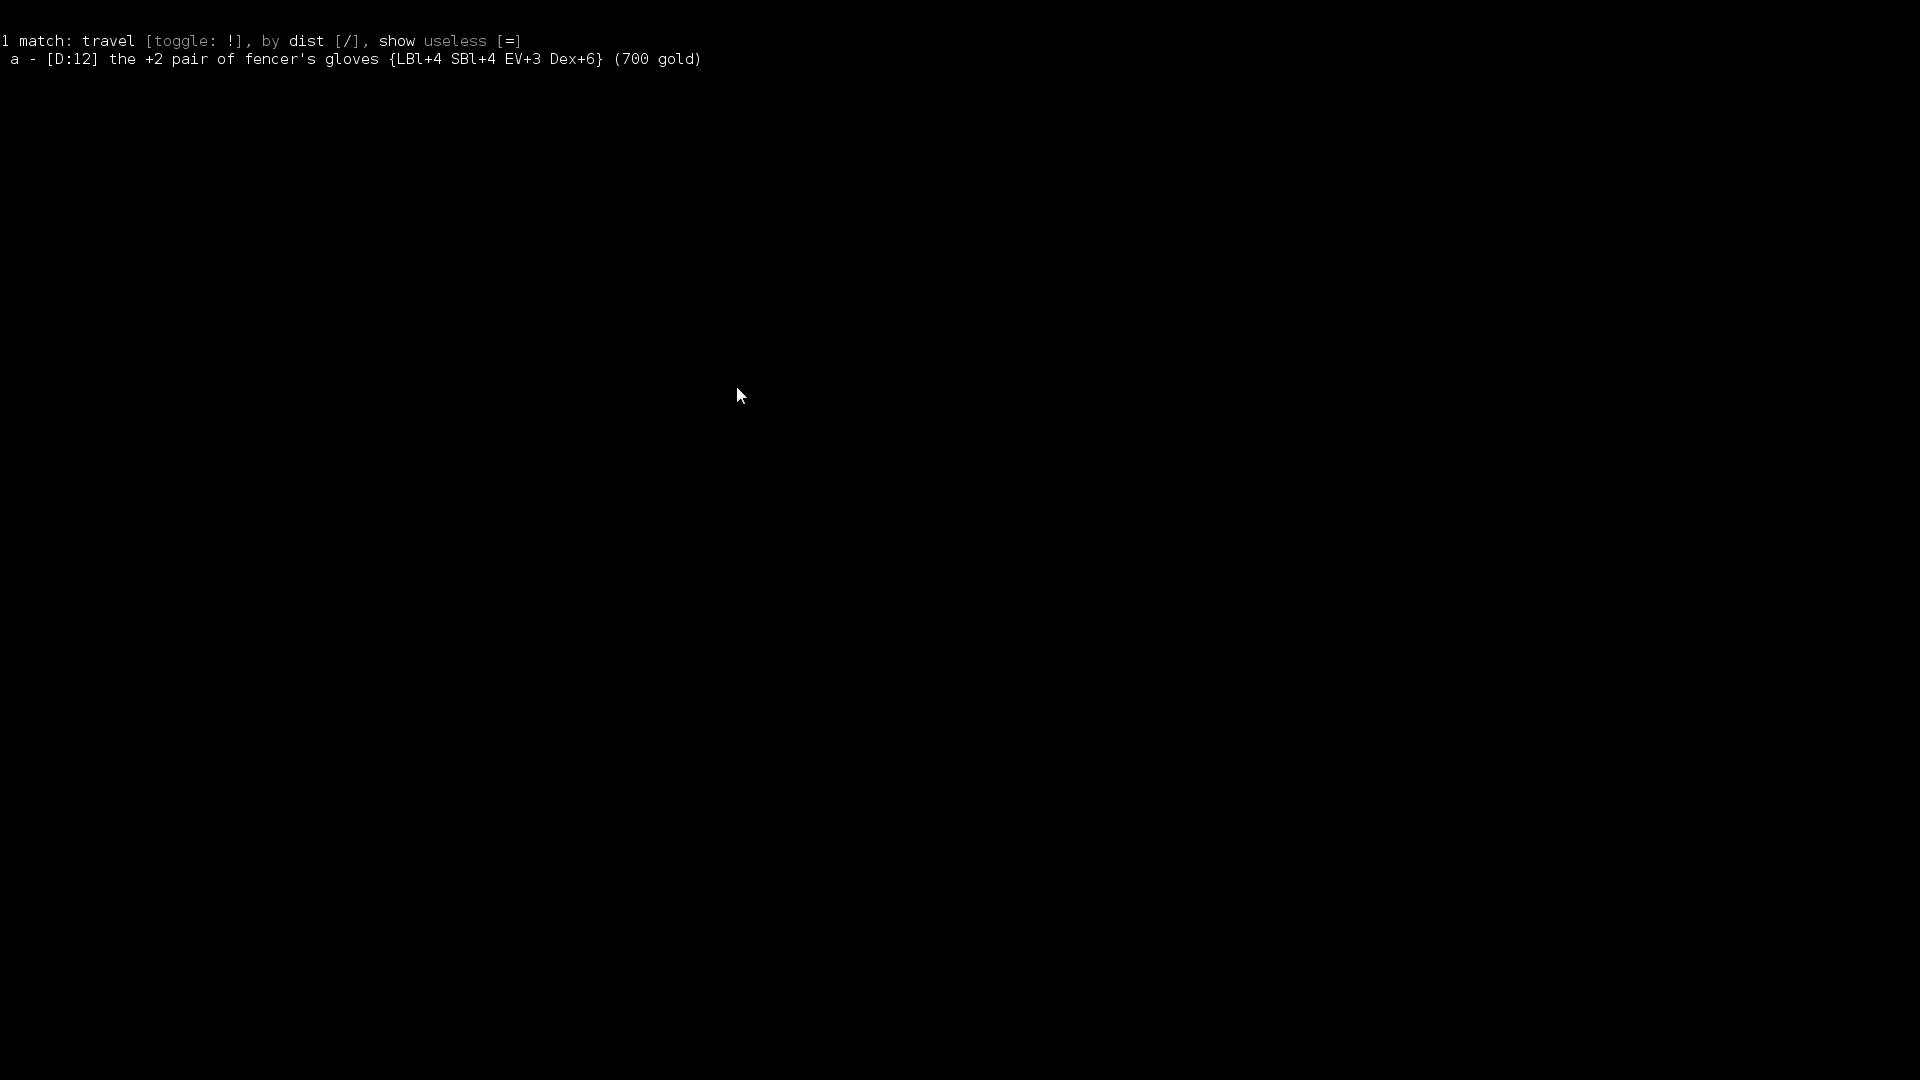 1 match: travel [toggle: !], by dist [/], show useless [=]
a - [D:12] the +2 pair of fencer's gloves {LBl+4 SBl+4 EV+3 Dex+6} (700 gold)